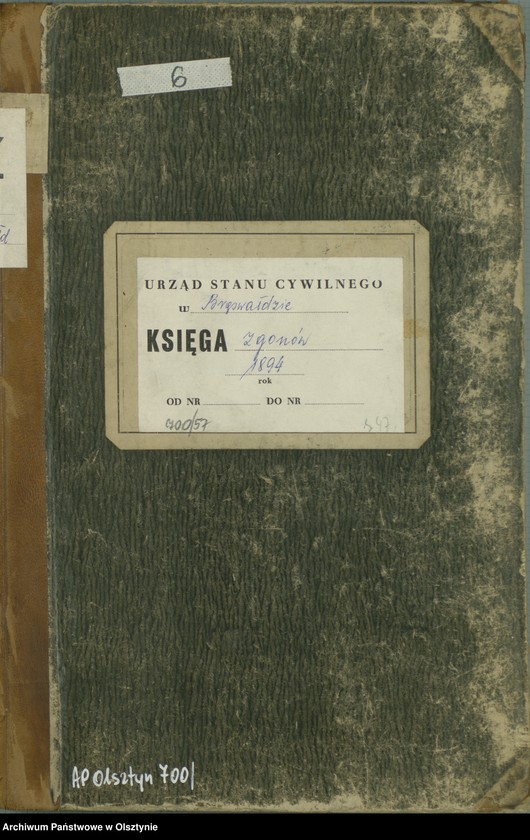 6
URZĄD STANU CYWILNEGO
w Brąswałdzie
KSIĘGA zgonów
1894
rok
OD NR DO NR
700/57
AP Olsztyn 700/
Archiwum Państwowe w Olsztynie